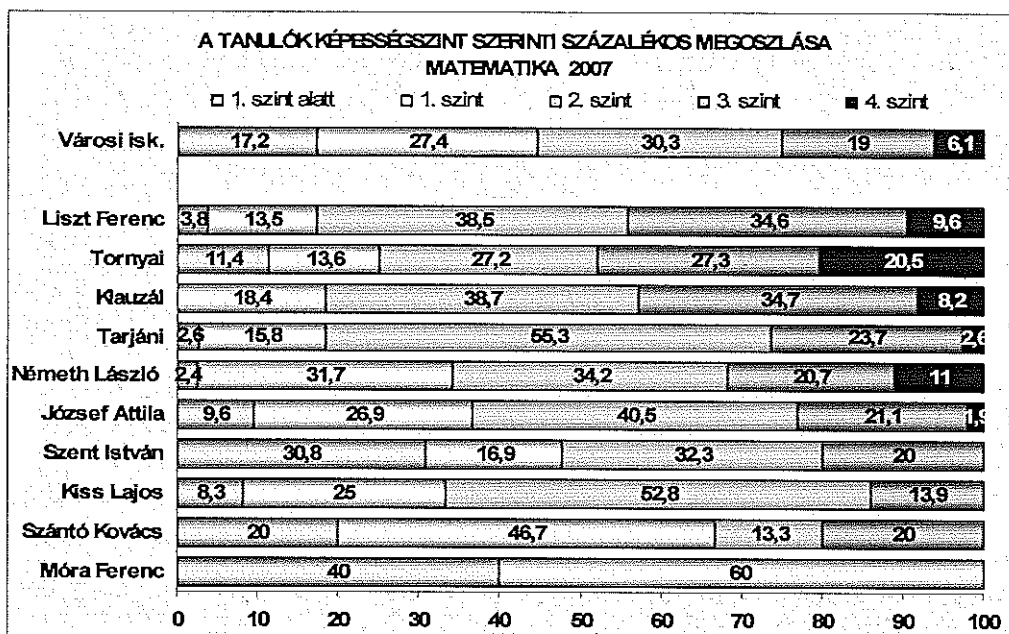 A TANULÓK KÉPESSÉGSZINT SZERINTI SZÁZALÉKOS MEGOSZLÁSA
MATEMATIKA 2007
1. szint alatt 1. szint 2. szint 3. szint 4. szint
Városi isk. 17,2 27,4 30,3 19 6,1
Liszt Ferenc 3,8 13,5 38,5 34,6 9,6
Tornyai 11,4 13,6 27,2 27,3 20,5
Klauzál 18,4 38,7 34,7 8,2
Tarjáni 2,6 15,8 55,3 23,7 2,6
Németh László 2,4 31,7 34,2 20,7 11
József Attila 9,6 26,9 40,5 21,1 1,9
Szent István 30,8 16,9 32,3 20
Kiss Lajos 8,3 25 52,8 13,9
Szántó Kovács 20 46,7 13,3 20
Móra Ferenc 40 60
0 10 20 30 40 50 60 70 80 90 100